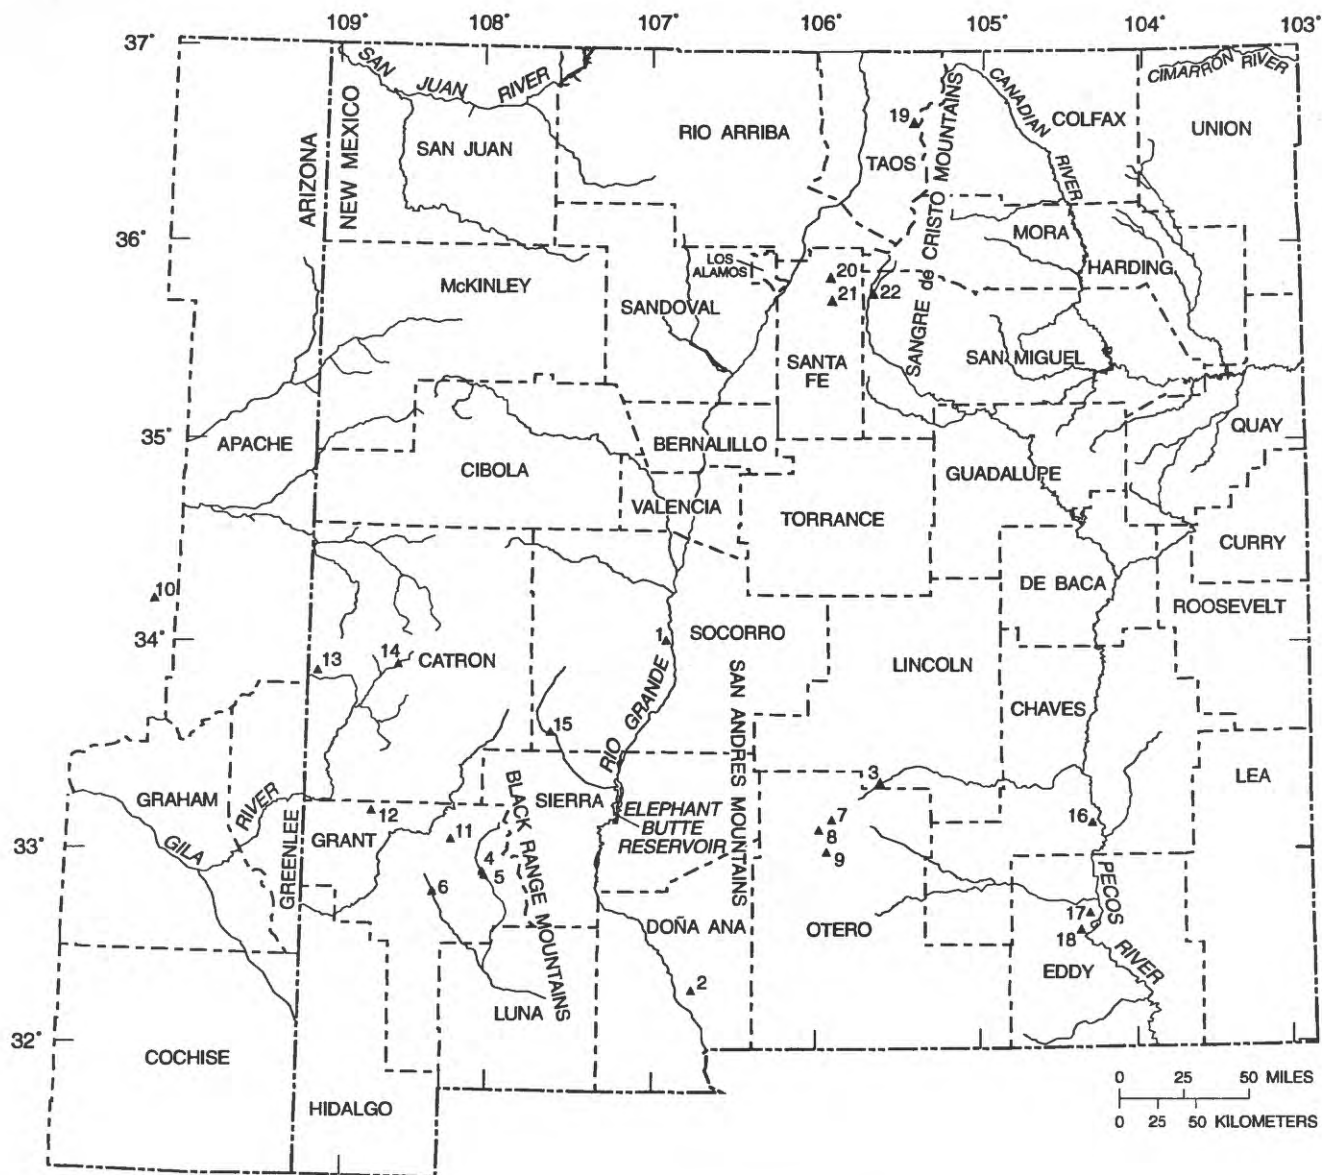 109° 108° 107° 106° 105° 104° 103°
37°
SAN JUAN RIVER
CANADIAN RIVER
CIMARRON RIVER
ARIZONA
NEW MEXICO
SAN JUAN
RIO ARRIBA
19
TAOS
SANGRE de CRISTO MOUNTAINS
COLFAX
UNION
36°
MORA
HARDING
LOS
ALAMOS
20
21
22
McKINLEY
SANDOVAL
SANTA
FE
SAN MIGUEL
35°
APACHE
BERNALILLO
QUAY
CIBOLA
GUADALUPE
VALENCIA
TORRANCE
CURRY
DE BACA
10
ROOSEVELT
34°
1
SOCORRO
13
14
CATRON
LINCOLN
RIO GRANDE
SAN ANDRES MOUNTAINS
CHAVES
15
3
LEA
GRAHAM
GILA RIVER
GREENLEE
12
SIERRA
BLACK RANGE MOUNTAINS
ELEPHANT
BUTTE
RESERVOIR
7
16
33°
GRANT
11
8
9
4
5
6
PECOS RIVER
17
DOÑA ANA
OTERO
18
EDDY
2
LUNA
32°
COCHISE
0 25 50 MILES
0 25 50 KILOMETERS
HIDALGO